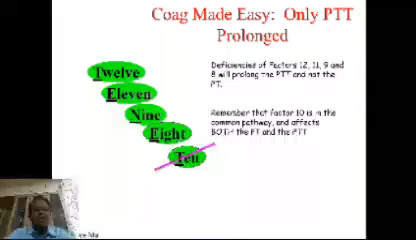 Coag Made Easy: Only PTT
Prolonged
Twelve
Eleven
Nine
Eight
Ten
Deficiencies of Factors 12, 11, 9 and
8 will prolong the PTT and not the
PT.
Remember that factor 10 is in the
common pathway, and affects
BOTH the PT and the PTT